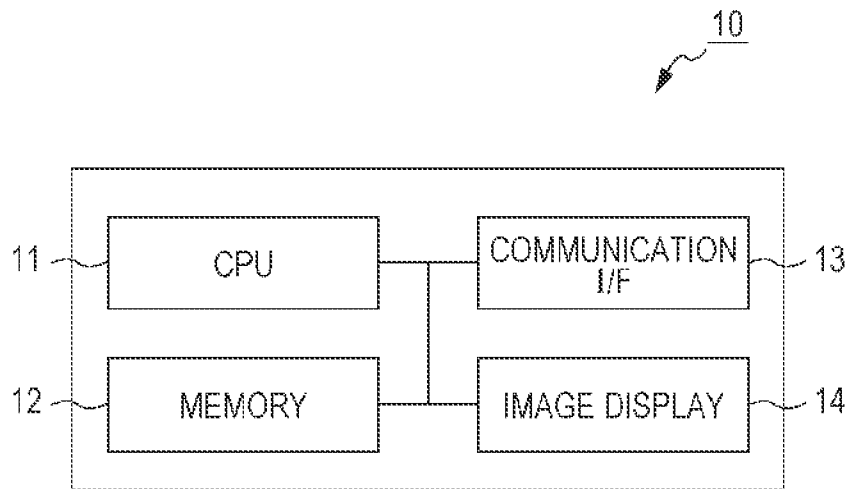 10
11
CPU
COMMUNICATION
I/F
13
12
MEMORY
IMAGE DISPLAY
14